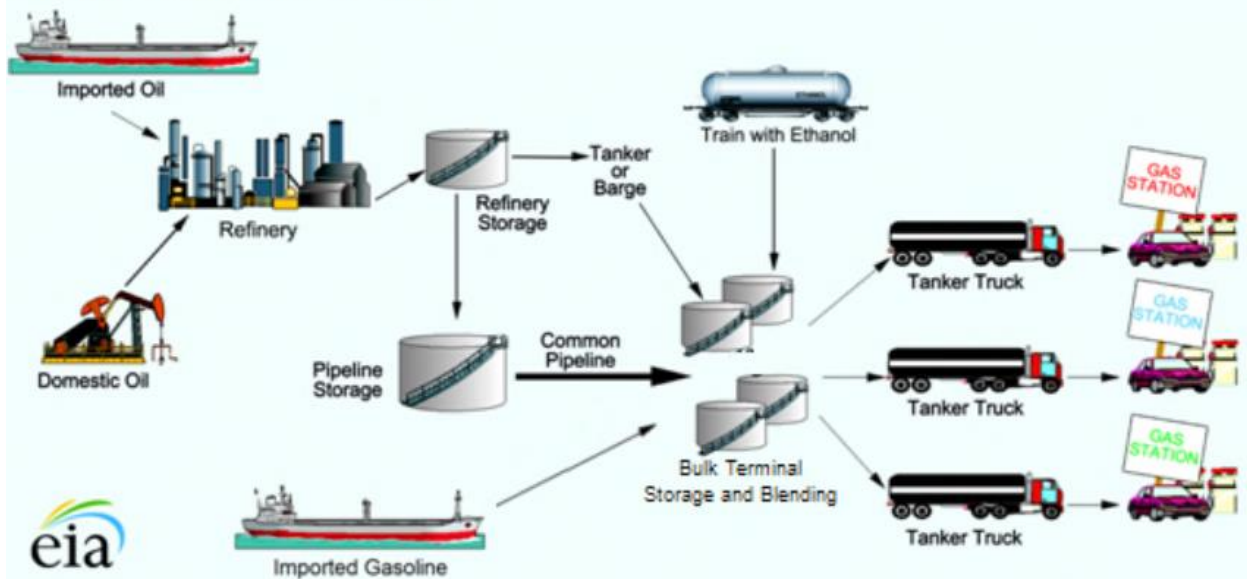 Imported Oil
ETHANOL
Train with Ethanol
Tanker
or
Barge
GAS
STATION
Refinery
Refinery
Storage
Tanker Truck
GAS
STATION
Domestic Oil
Pipeline
Storage
Common
Pipeline
Tanker Truck
GAS
STATION
Bulk Terminal
Storage and Blending
Tanker Truck
eia
Imported Gasoline